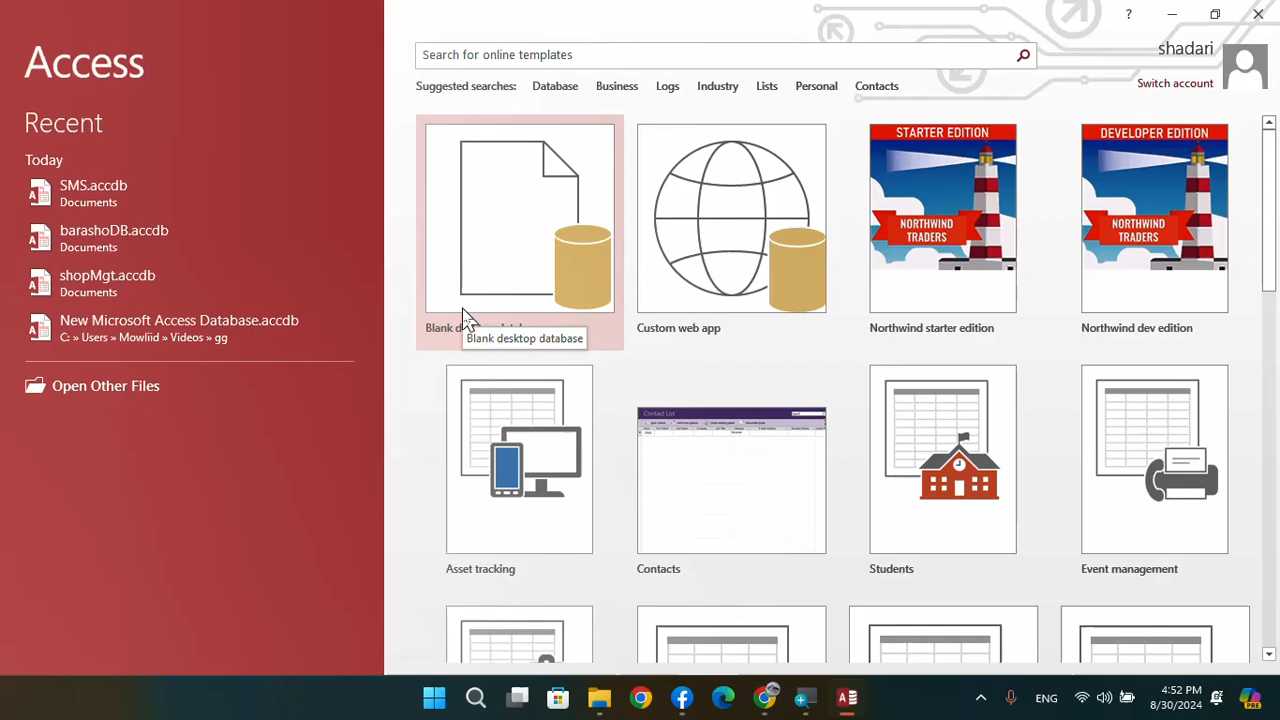 ?
Access
Search for online templates
shadari
Suggested searches:
Database
Business
Logs
Industry
Lists
Personal
Contacts
Switch account
Recent
Today
SMS.accdb
Documents
barashoDB.accdb
Documents
shopMgt.accdb
Documents
New Microsoft Access Database.accdb
C: » Users » Mowliid » Videos » gg
Open Other Files
STARTER EDITION
NORTHWIND
TRADERS
DEVELOPER EDITION
NORTHWIND
TRADERS
Blank desktop database
Custom web app
Northwind starter edition
Northwind dev edition
Contact List
Asset tracking
Contacts
Students
Event management
ENG
4:52 PM
8/30/2024
PRE